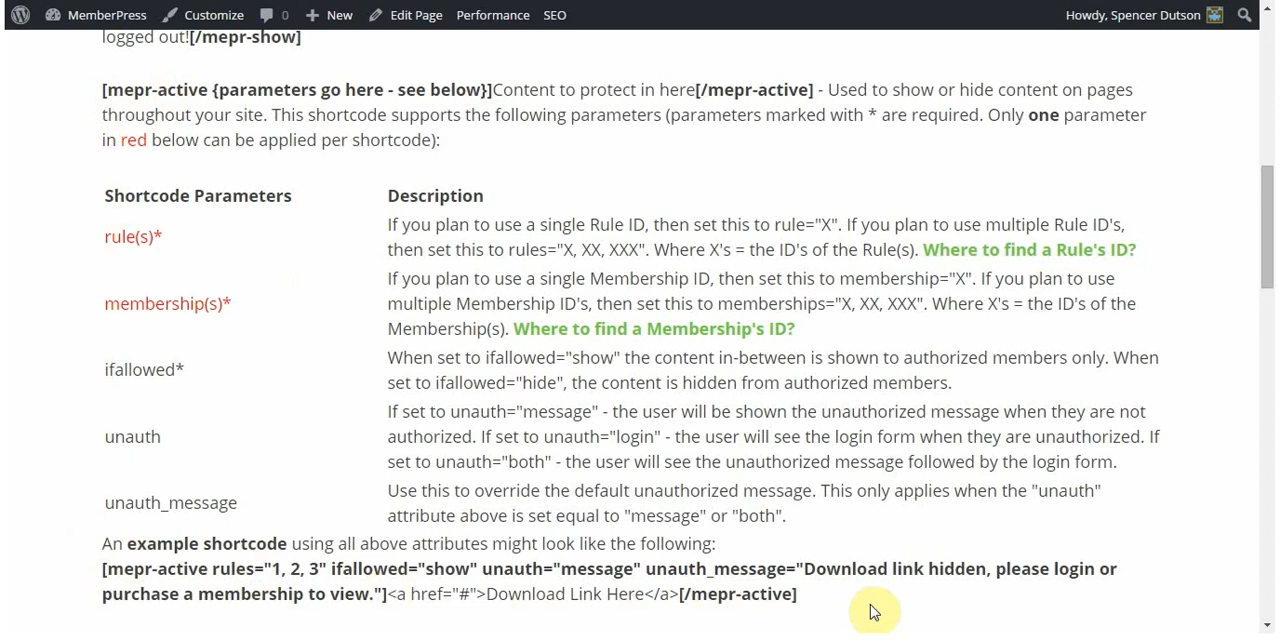 MemberPress Customize 0 New Edit Page Performance SEO Howdy, Spencer Dutson
logged out![/mepr-show]
[mepr-active {parameters go here - see below}]Content to protect in here[/mepr-active] - Used to show or hide content on pages
throughout your site. This shortcode supports the following parameters (parameters marked with * are required. Only one parameter
in red below can be applied per shortcode):
Shortcode Parameters Description
rule(s)*
If you plan to use a single Rule ID, then set this to rule="X". If you plan to use multiple Rule ID's,
then set this to rules="X, XX, XXX". Where X's = the ID's of the Rule(s). Where to find a Rule's ID?
membership(s)*
If you plan to use a single Membership ID, then set this to membership="X". If you plan to use
multiple Membership ID's, then set this to memberships="X, XX, XXX". Where X's = the ID's of the
Membership(s). Where to find a Membership's ID?
ifallowed*
When set to ifallowed="show" the content in-between is shown to authorized members only. When
set to ifallowed="hide", the content is hidden from authorized members.
unauth
If set to unauth="message" - the user will be shown the unauthorized message when they are not
authorized. If set to unauth="login" - the user will see the login form when they are unauthorized. If
set to unauth="both" - the user will see the unauthorized message followed by the login form.
unauth_message
Use this to override the default unauthorized message. This only applies when the "unauth"
attribute above is set equal to "message" or "both".
An example shortcode using all above attributes might look like the following:
[mepr-active rules="1, 2, 3" ifallowed="show" unauth="message" unauth_message="Download link hidden, please login or
purchase a membership to view."]<a href="#">Download Link Here</a>[/mepr-active]